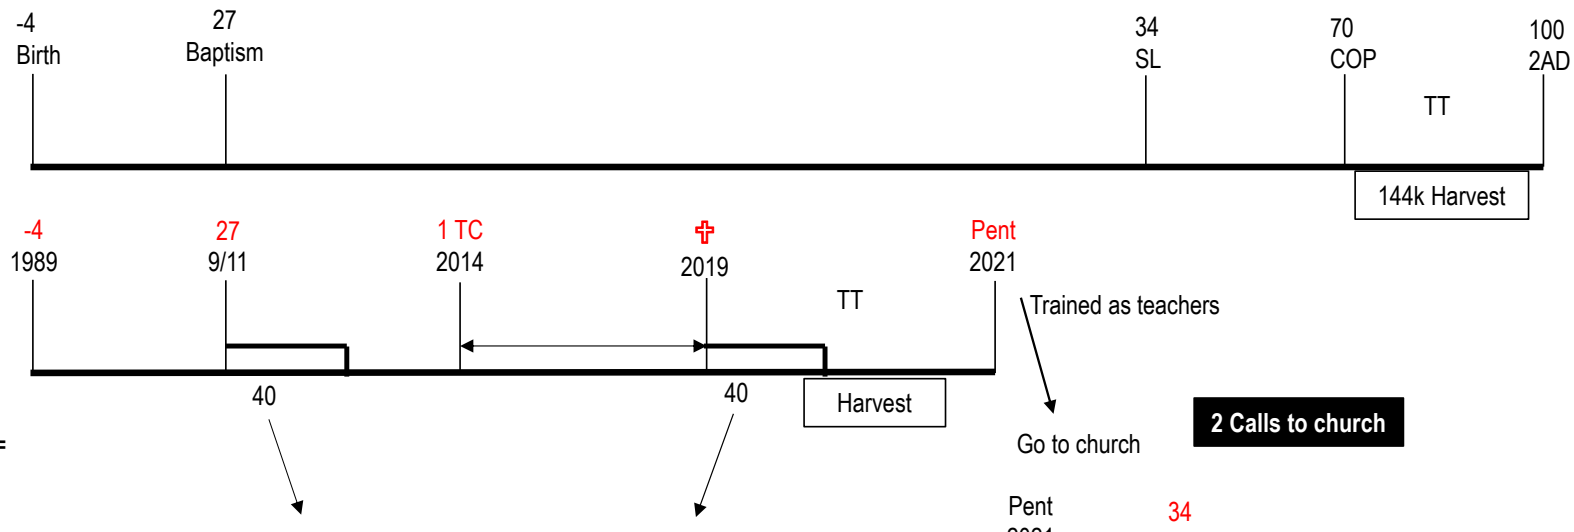 -4
Birth
27
Baptism
34
SL
70
COP
100
2AD
TT
144k Harvest
-4
1989
27
9/11
1 TC
2014
2019
Pent
2021
TT
Trained as teachers
40
40
Harvest
Go to church
2 Calls to church
=
Pent
2021
34